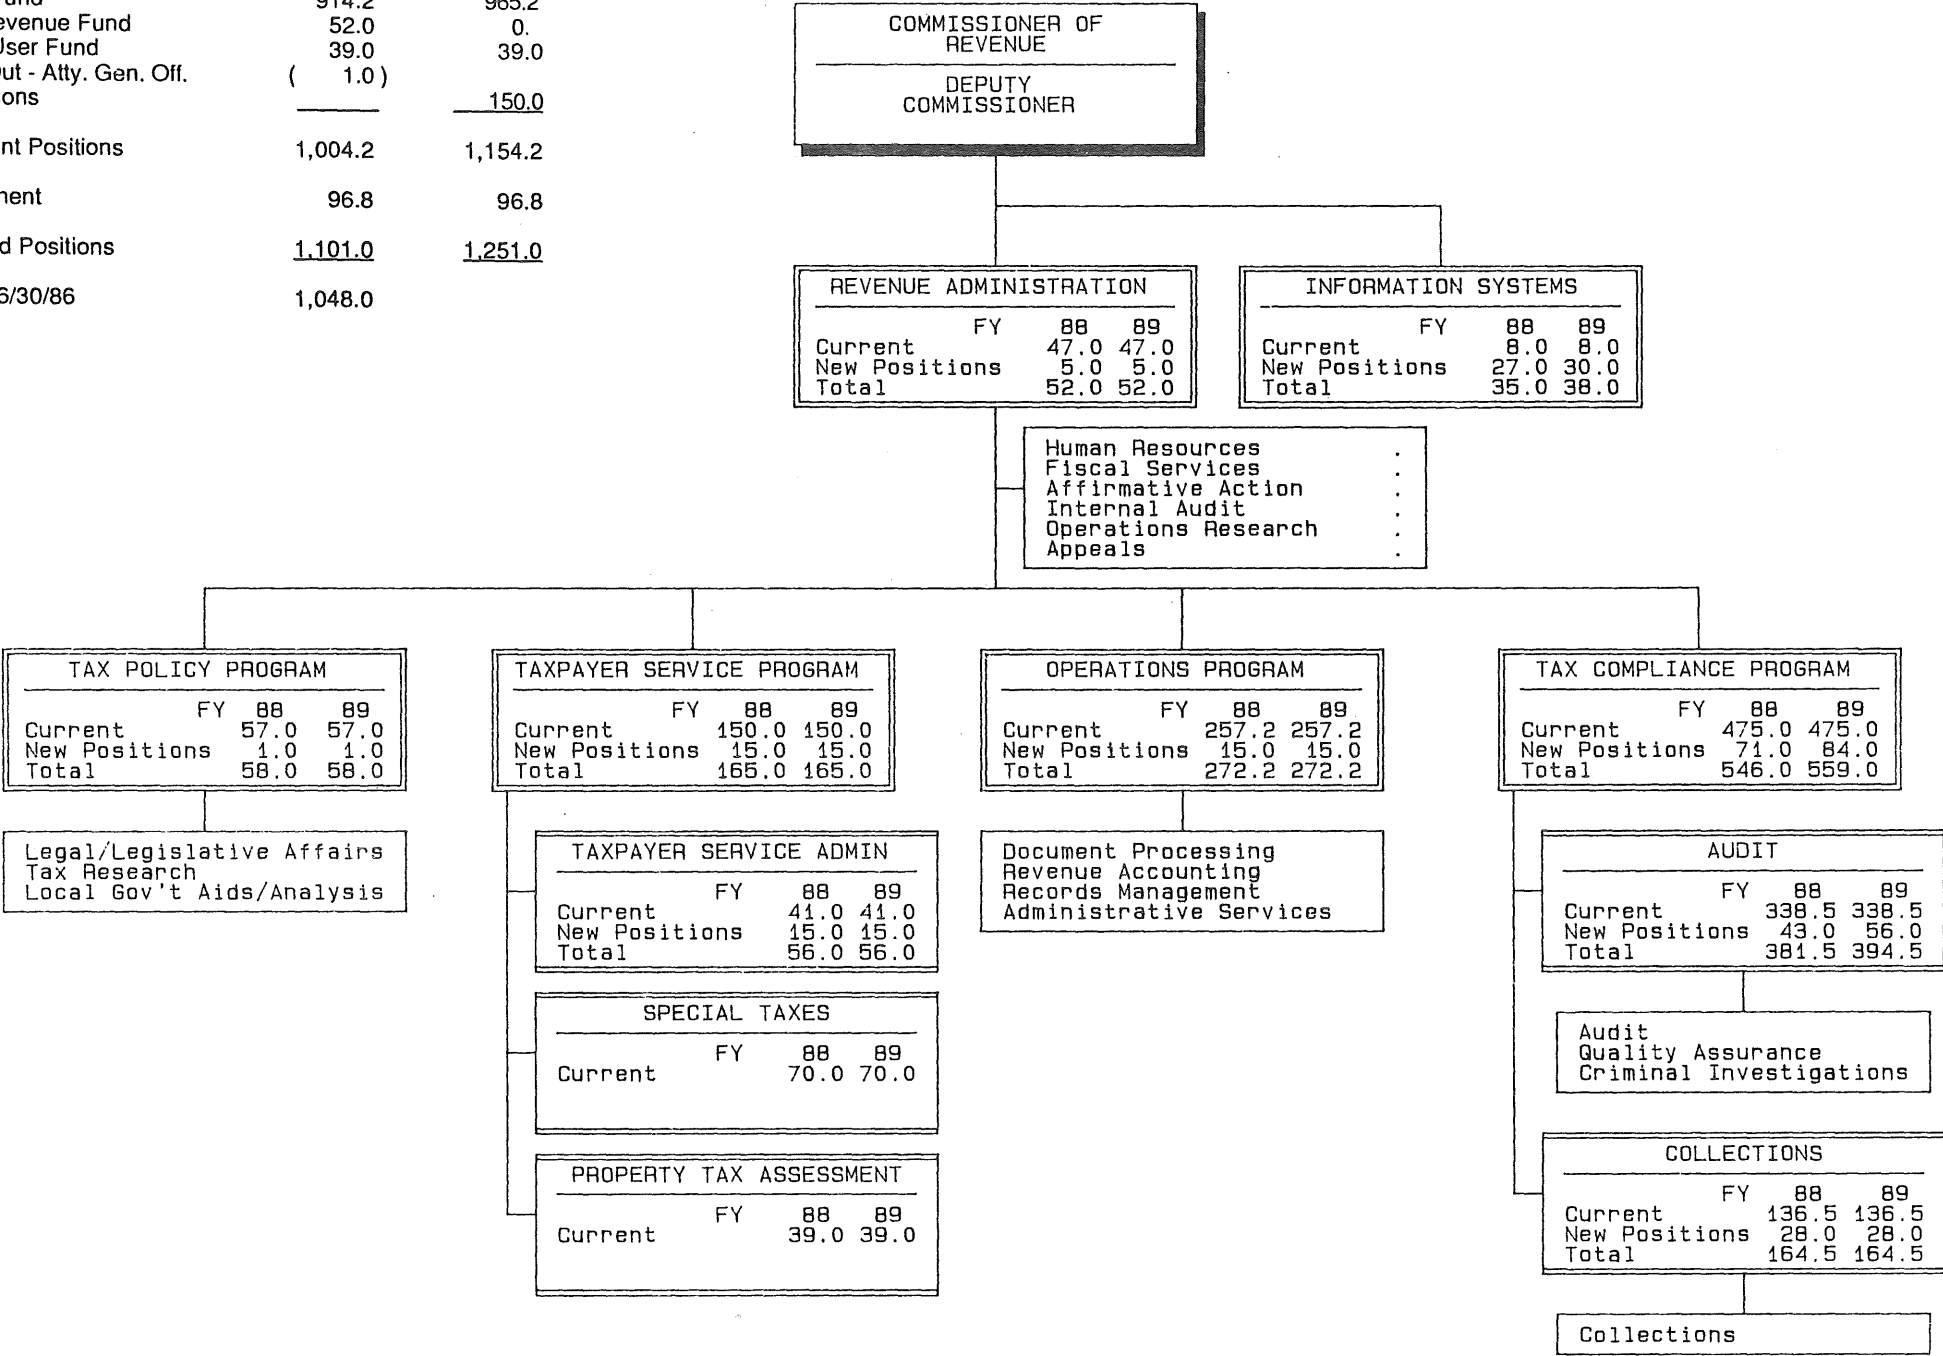 914.2 965.2
evenue Fund 52.0 0.
User Fund 39.0 39.0
ut - Atty. Gen. Off. ( 1.0 )
ons 150.0
nt Positions 1,004.2 1,154.2
nent 96.8 96.8
d Positions 1,101.0 1,251.0
6/30/86 1,048.0
COMMISSIONER OF
REVENUE
DEPUTY
COMMISSIONER
REVENUE ADMINISTRATION
FY 88 89
Current 47.0 47.0
New Positions 5.0 5.0
Total 52.0 52.0
INFORMATION SYSTEMS
FY 88 89
Current 8.0 8.0
New Positions 27.0 30.0
Total 35.0 38.0
Human Resources .
Fiscal Services .
Affirmative Action .
Internal Audit .
Operations Research .
Appeals .
TAX POLICY PROGRAM
FY 88 89
Current 57.0 57.0
New Positions 1.0 1.0
Total 58.0 58.0
Legal/Legislative Affairs
Tax Research
Local Gov't Aids/Analysis
TAXPAYER SERVICE PROGRAM
FY 88 89
Current 150.0 150.0
New Positions 15.0 15.0
Total 165.0 165.0
TAXPAYER SERVICE ADMIN
FY 88 89
Current 41.0 41.0
New Positions 15.0 15.0
Total 56.0 56.0
SPECIAL TAXES
FY 88 89
Current 70.0 70.0
PROPERTY TAX ASSESSMENT
FY 88 89
Current 39.0 39.0
OPERATIONS PROGRAM
FY 88 89
Current 257.2 257.2
New Positions 15.0 15.0
Total 272.2 272.2
Document Processing
Revenue Accounting
Records Management
Administrative Services
TAX COMPLIANCE PROGRAM
FY 88 89
Current 475.0 475.0
New Positions 71.0 84.0
Total 546.0 559.0
AUDIT
FY 88 89
Current 338.5 338.5
New Positions 43.0 56.0
Total 381.5 394.5
Audit
Quality Assurance
Criminal Investigations
COLLECTIONS
FY 88 89
Current 136.5 136.5
New Positions 28.0 28.0
Total 164.5 164.5
Collections